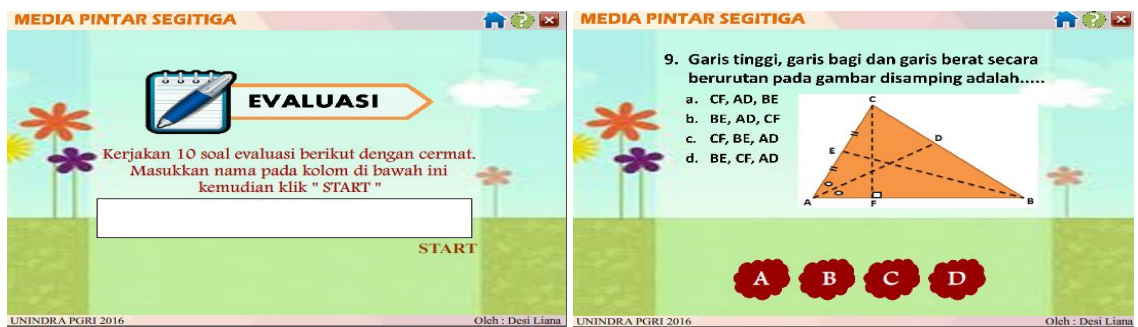 MEDIA PINTAR SEGITIGA
EVALUASI
Kerjakan 10 soal evaluasi berikut dengan cermat.
Masukkan nama pada kolom di bawah ini
kemudian klik " START "
START
UNINDRA PGRI 2016
Oleh : Desi Liana
MEDIA PINTAR SEGITIGA
9. Garis tinggi, garis bagi dan garis berat secara
berurutan pada gambar disamping adalah.....
a. CF, AD, BE
b. BE, AD, CF
c. CF, BE, AD
d. BE, CF, AD
C
D
E
A
F
B
A B C D
UNINDRA PGRI 2016
Oleh : Desi Liana